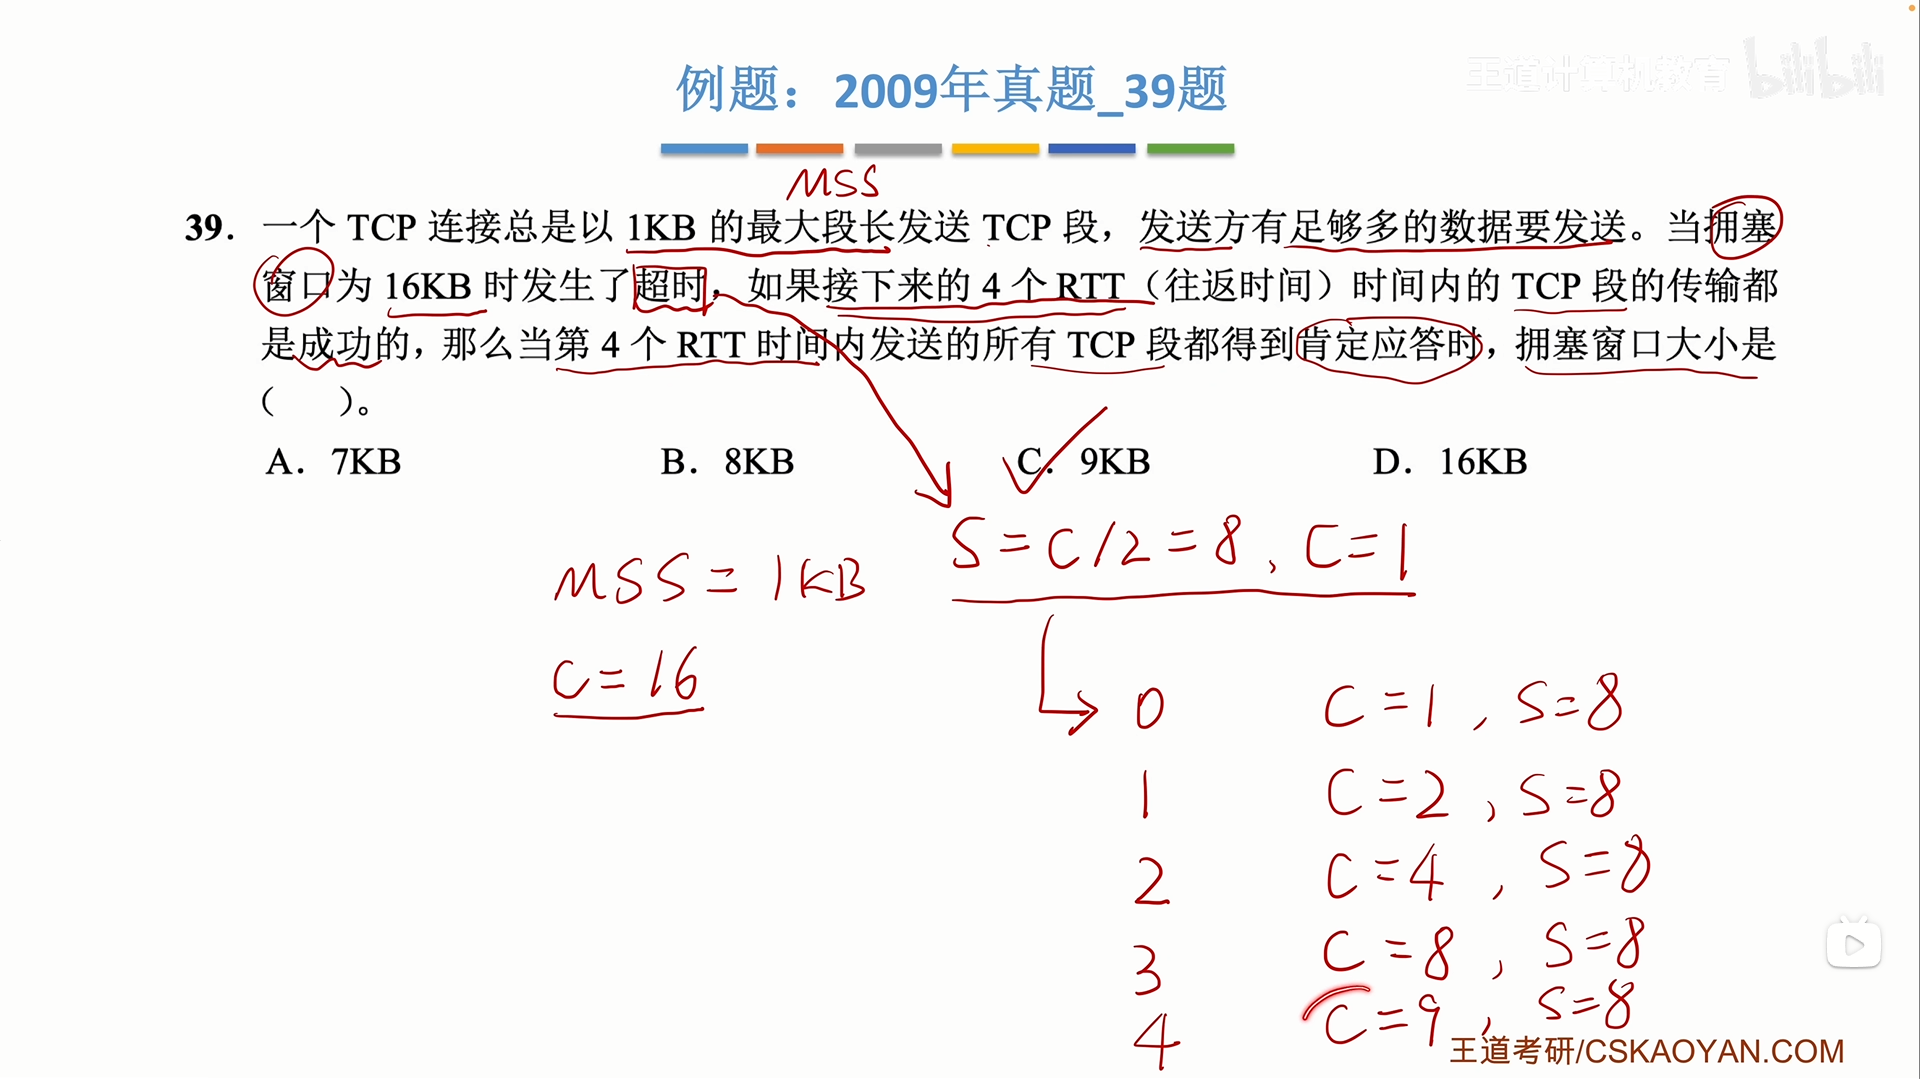 王道计算机教育 bilibili
例题：2009年真题_39题
MSS
39. 一个 TCP 连接总是以 1KB 的最大段长发送 TCP 段，发送方有足够多的数据要发送。当拥塞
窗口为 16KB 时发生了超时，如果接下来的 4 个 RTT（往返时间）时间内的 TCP 段的传输都
是成功的，那么当第 4 个 RTT 时间内发送的所有 TCP 段都得到肯定应答时，拥塞窗口大小是
（ ）。
A. 7KB B. 8KB C. 9KB D. 16KB
S=C/2=8、C=1
MSS=1KB
C=16
0 C=1, S=8
1 C=2, S=8
2 C=4, S=8
3 C=8, S=8
4 C=9, S=8
王道考研/CSKAOYAN.COM